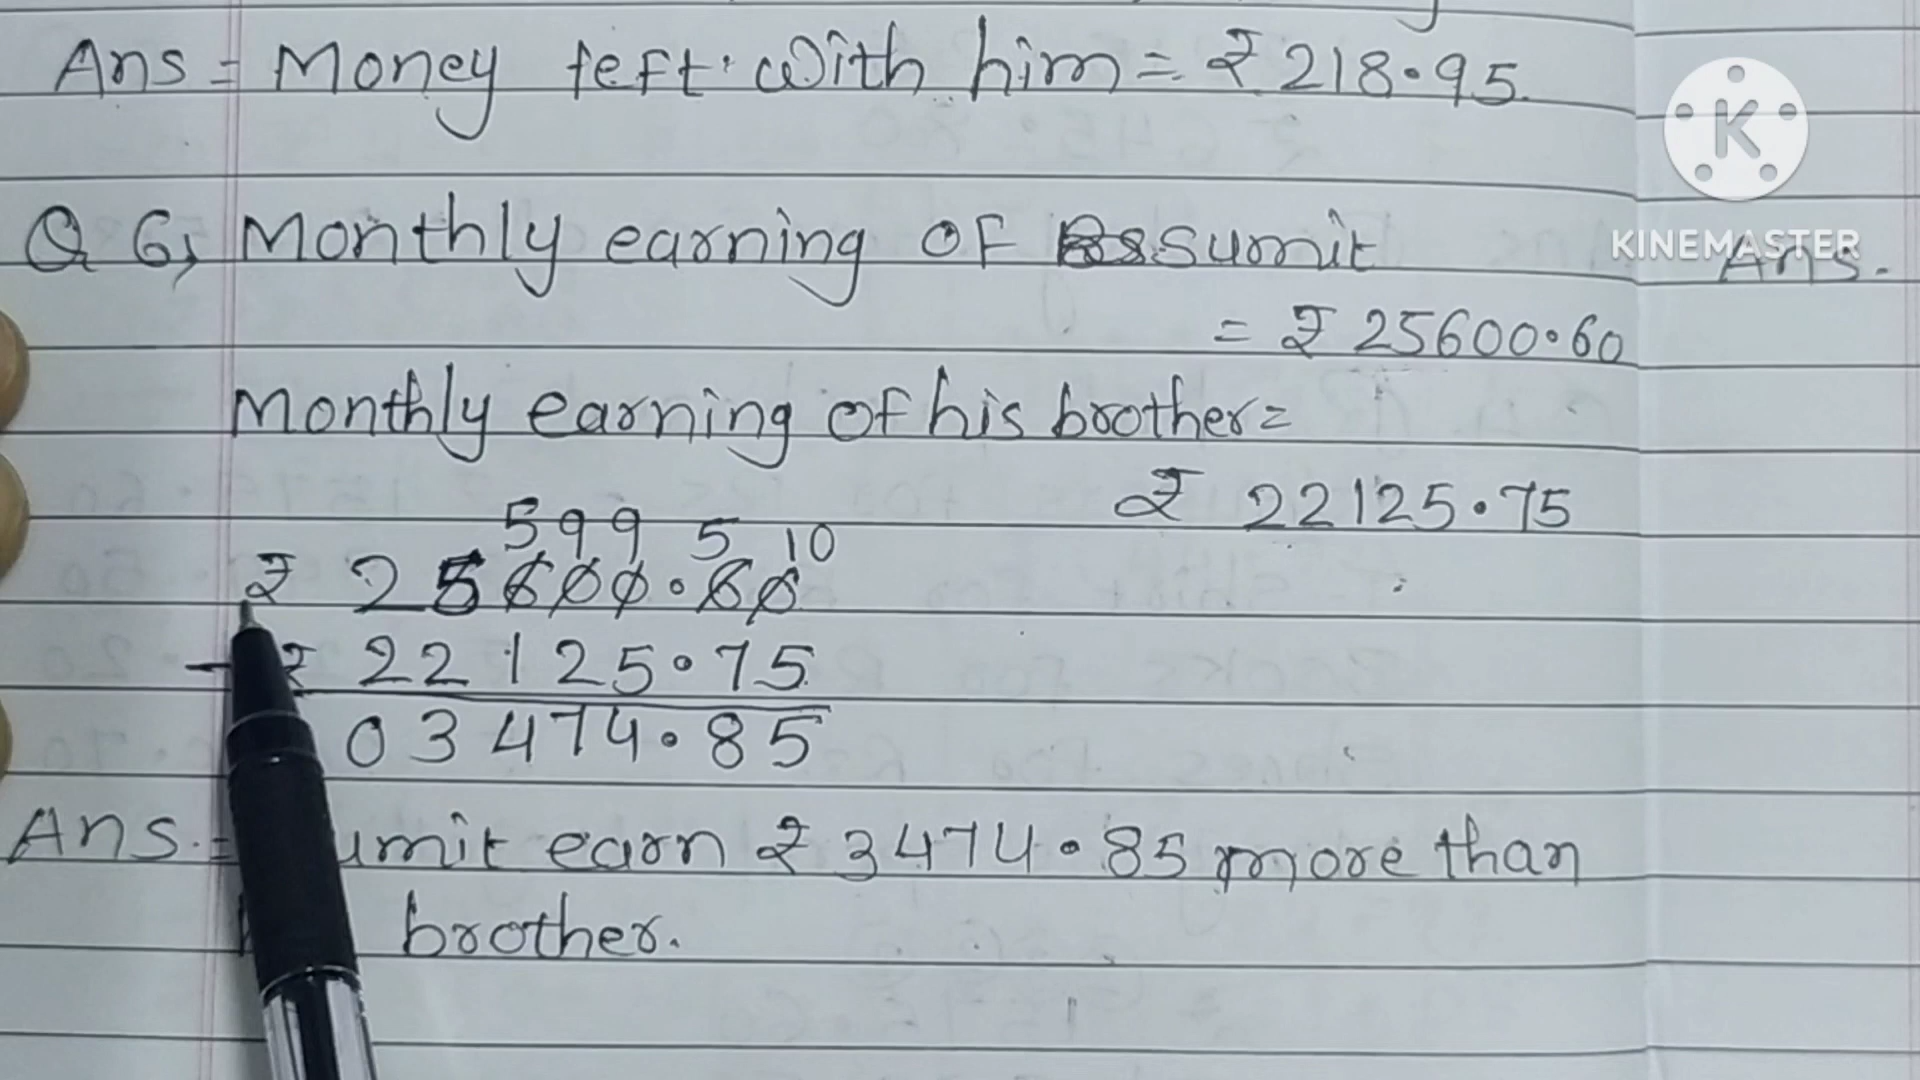 Ans = Money left with him = ₹ 218.95
K
KINEMASTER
Q 6, Monthly earning of sumit
Ans.
= ₹ 25600.60
Monthly earning of his brother =
₹ 22125.75
5 9 9 5 10
₹ 25600.60
- ₹ 22125.75
03474.85
Ans. = umit earn ₹ 3474.85 more than
brother.